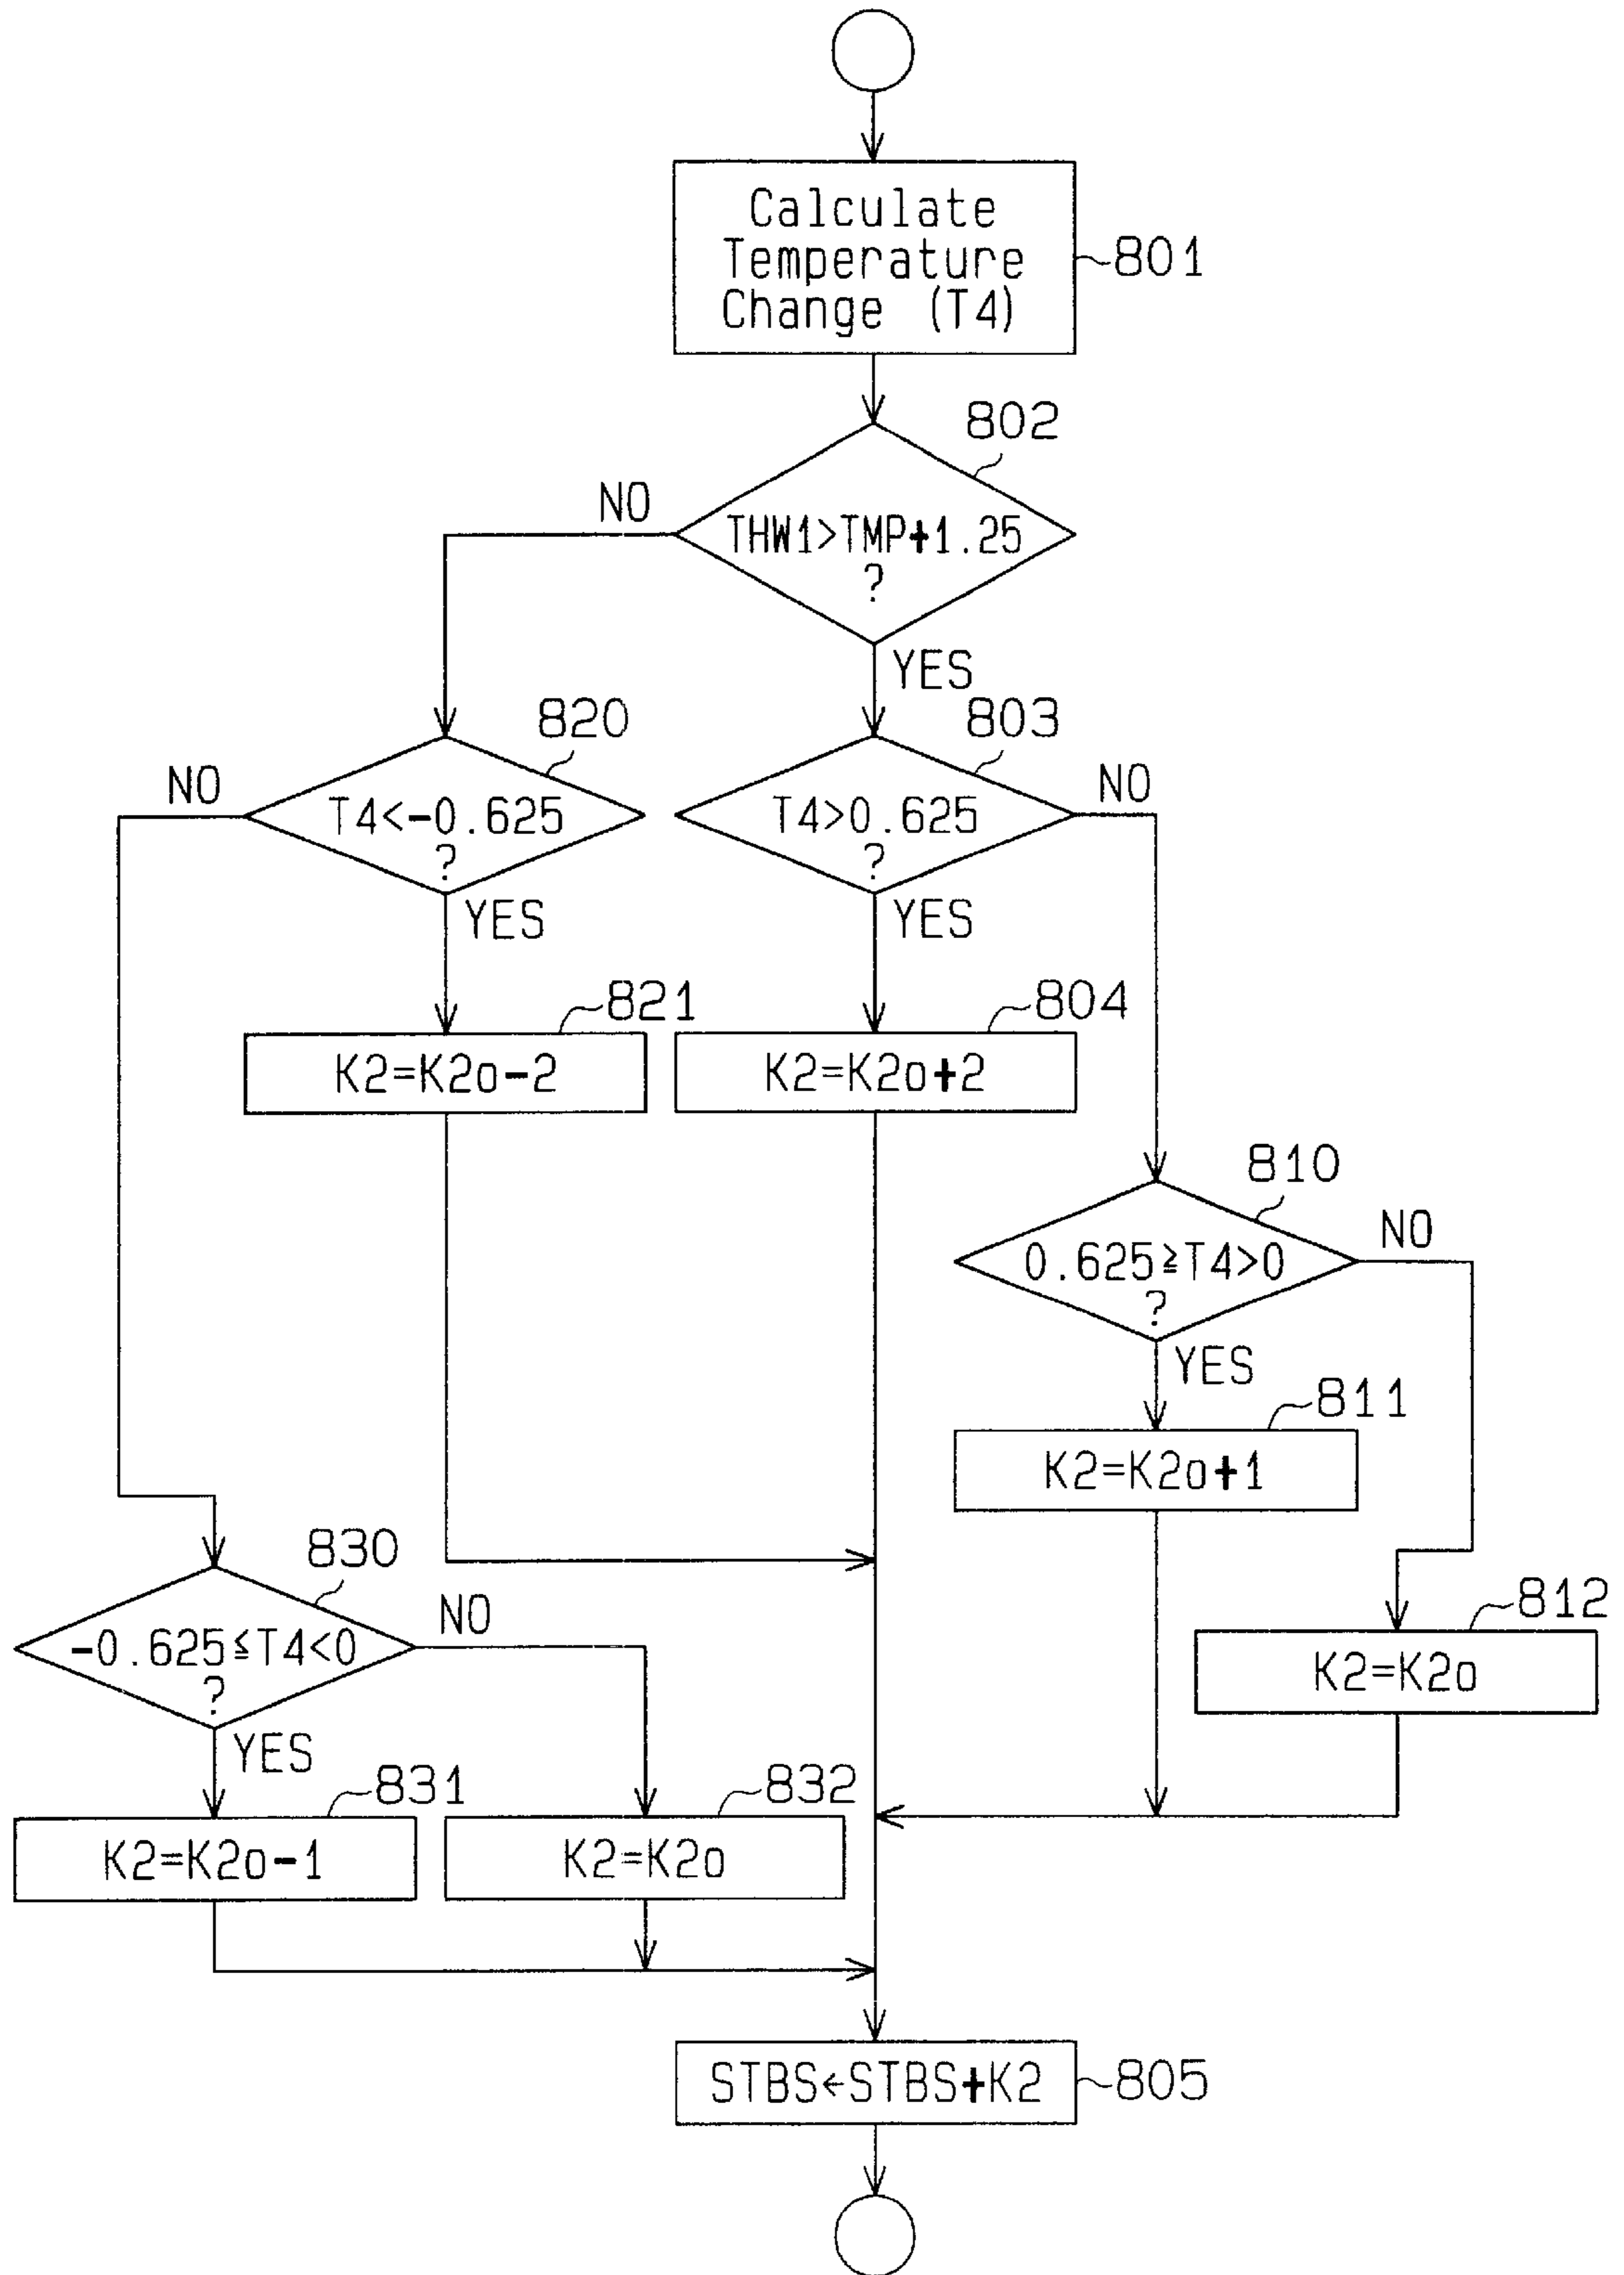 Calculate
Temperature
Change (T4)
801
802
NO
THW1>TMP+1.25
?
YES
820
803
NO
T4<-0.625
?
T4>0.625
?
NO
YES
YES
821
804
K2=K2o-2
K2=K2o+2
810
NO
0.625≧T4>0
?
YES
811
K2=K2o+1
830
NO
812
-0.625≦T4<0
?
K2=K2o
YES
831
832
K2=K2o-1
K2=K2o
STBS←STBS+K2
805